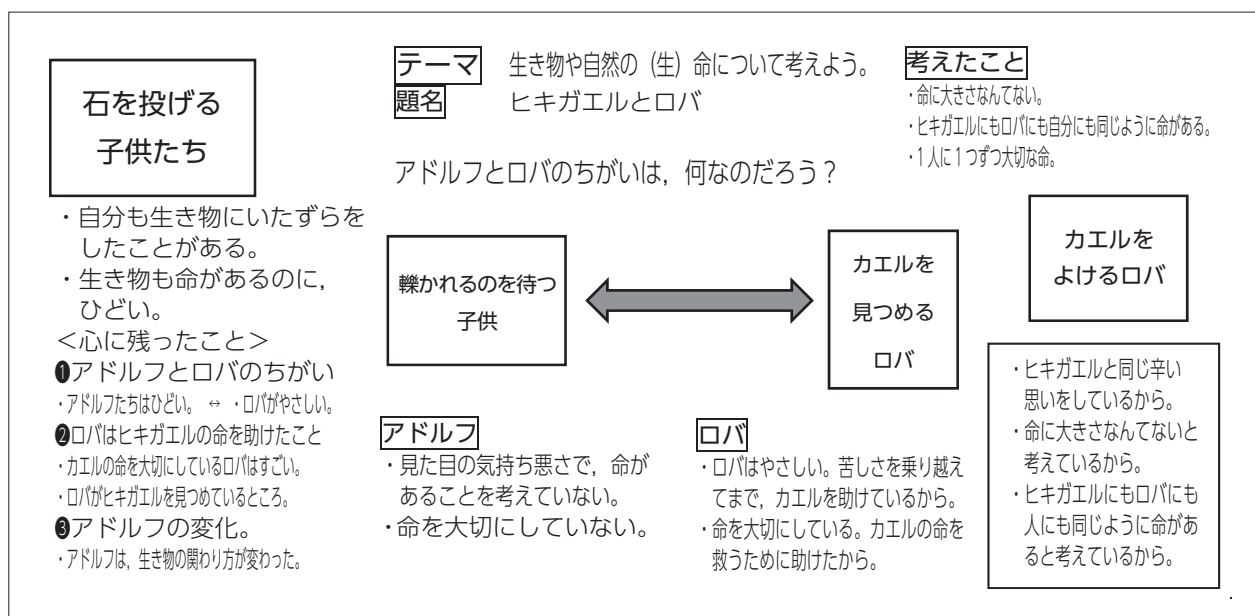 石を投げる
子供たち
・自分も生き物にいたずらを
したことがある。
・生き物も命があるのに，
ひどい。
＜心に残ったこと＞
❶アドルフとロバのちがい
・アドルフたちはひどい。 ↔ ・ロバがやさしい。
❷ロバはヒキガエルの命を助けたこと
・カエルの命を大切にしているロバはすごい。
・ロバがヒキガエルを見つめているところ。
❸アドルフの変化。
・アドルフは，生き物の関わり方が変わった。
テーマ 生き物や自然の（生）命について考えよう。
題名 ヒキガエルとロバ
アドルフとロバのちがいは，何なのだろう？
轢かれるのを待つ
子供
カエルを
見つめる
ロバ
アドルフ
・見た目の気持ち悪さで，命が
あることを考えていない。
・命を大切にしていない。
ロバ
・ロバはやさしい。苦しさを乗り越え
てまで，カエルを助けているから。
・命を大切にしている。カエルの命を
救うために助けたから。
考えたこと
・命に大きさなんてない。
・ヒキガエルにもロバにも自分にも同じように命がある。
・1人に1つずつ大切な命。
カエルを
よけるロバ
・ヒキガエルと同じ辛い
思いをしているから。
・命に大きさなんてないと
考えているから。
・ヒキガエルにもロバにも
人にも同じように命があ
ると考えているから。